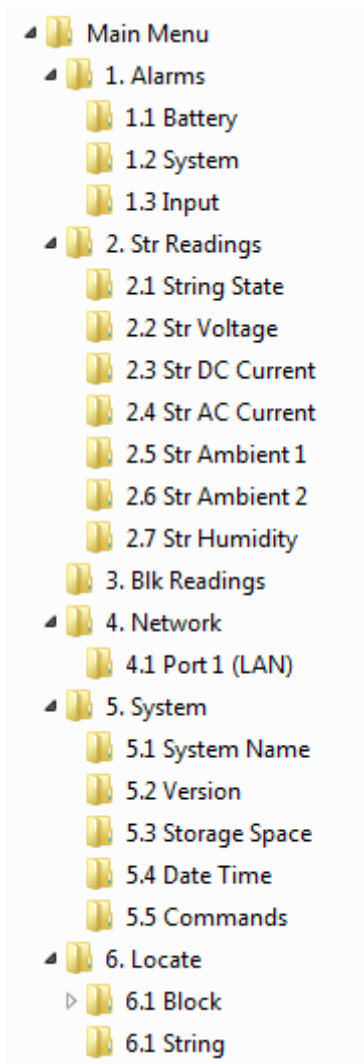 Main Menu
1. Alarms
1.1 Battery
1.2 System
1.3 Input
2. Str Readings
2.1 String State
2.2 Str Voltage
2.3 Str DC Current
2.4 Str AC Current
2.5 Str Ambient 1
2.6 Str Ambient 2
2.7 Str Humidity
3. Blk Readings
4. Network
4.1 Port 1 (LAN)
5. System
5.1 System Name
5.2 Version
5.3 Storage Space
5.4 Date Time
5.5 Commands
6. Locate
6.1 Block
6.1 String